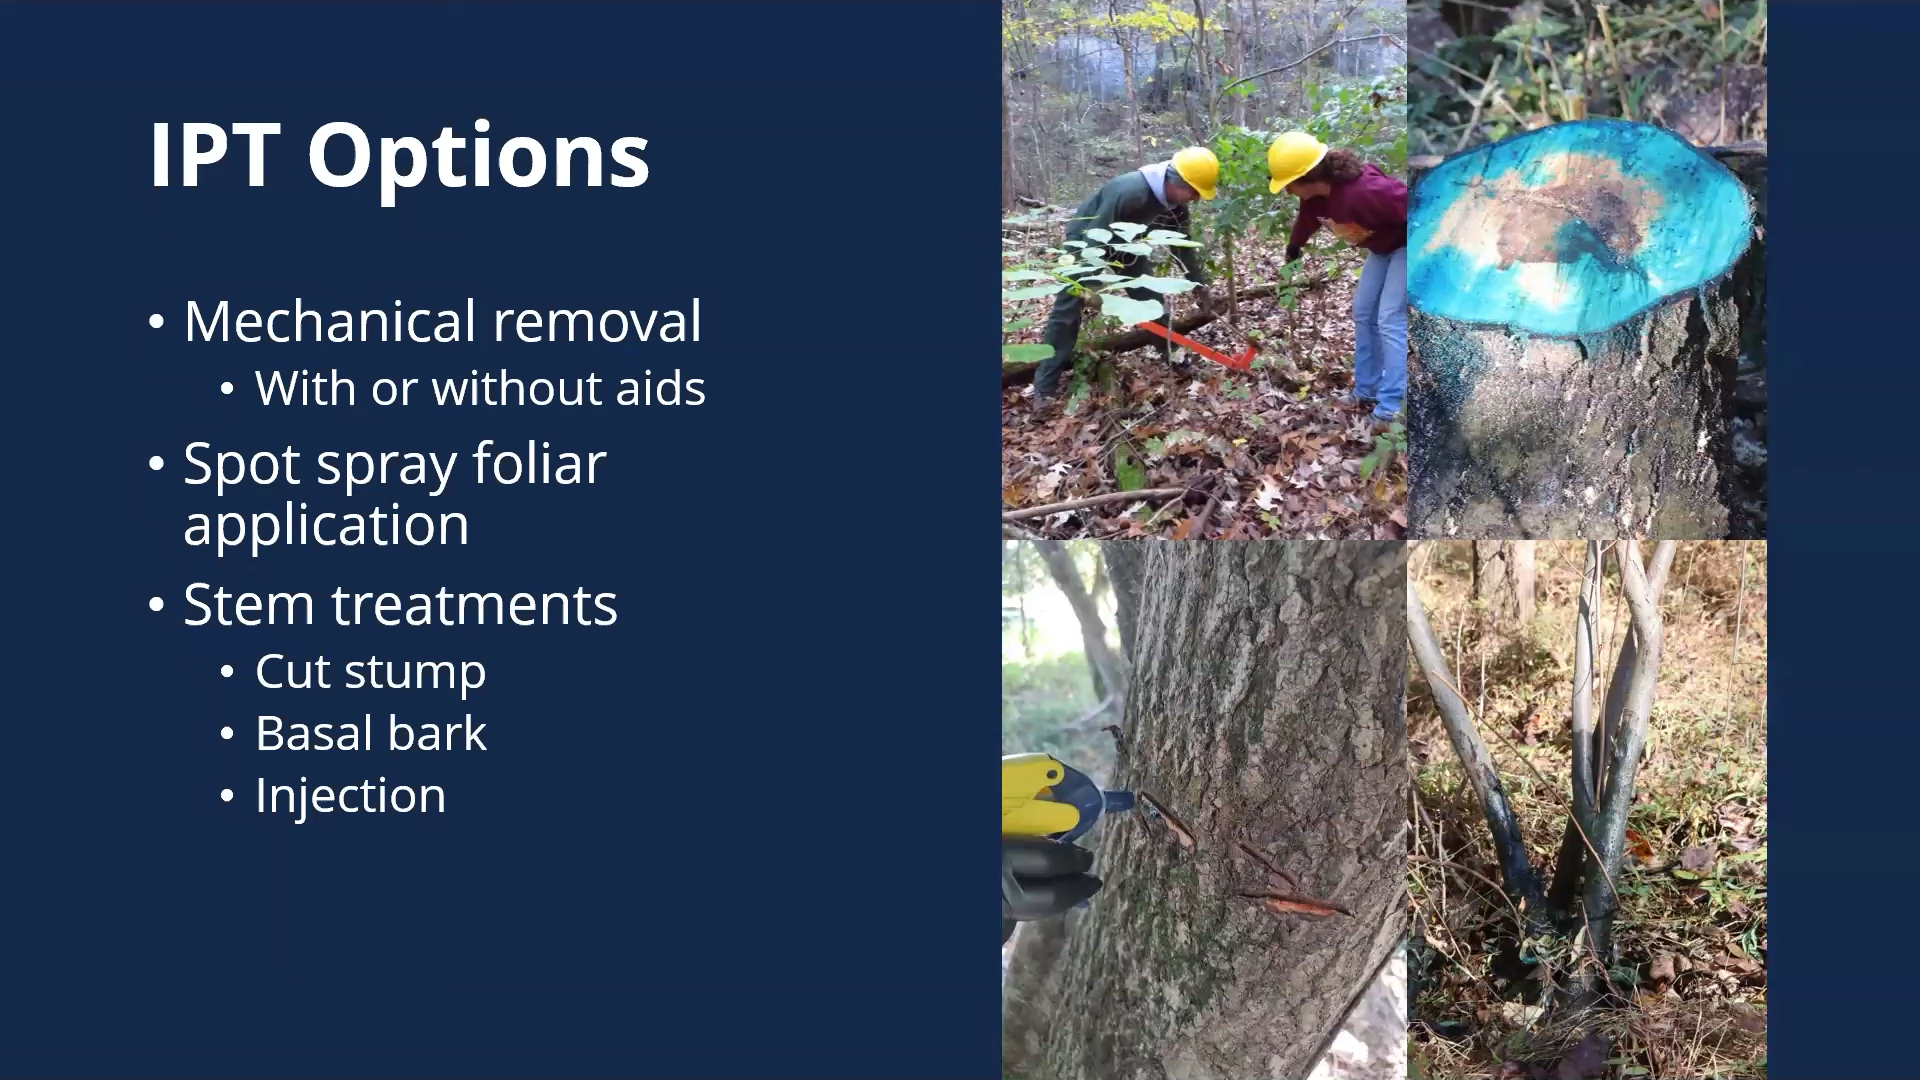 IPT Options
• Mechanical removal
• With or without aids
• Spot spray foliar
application
• Stem treatments
• Cut stump
• Basal bark
• Injection